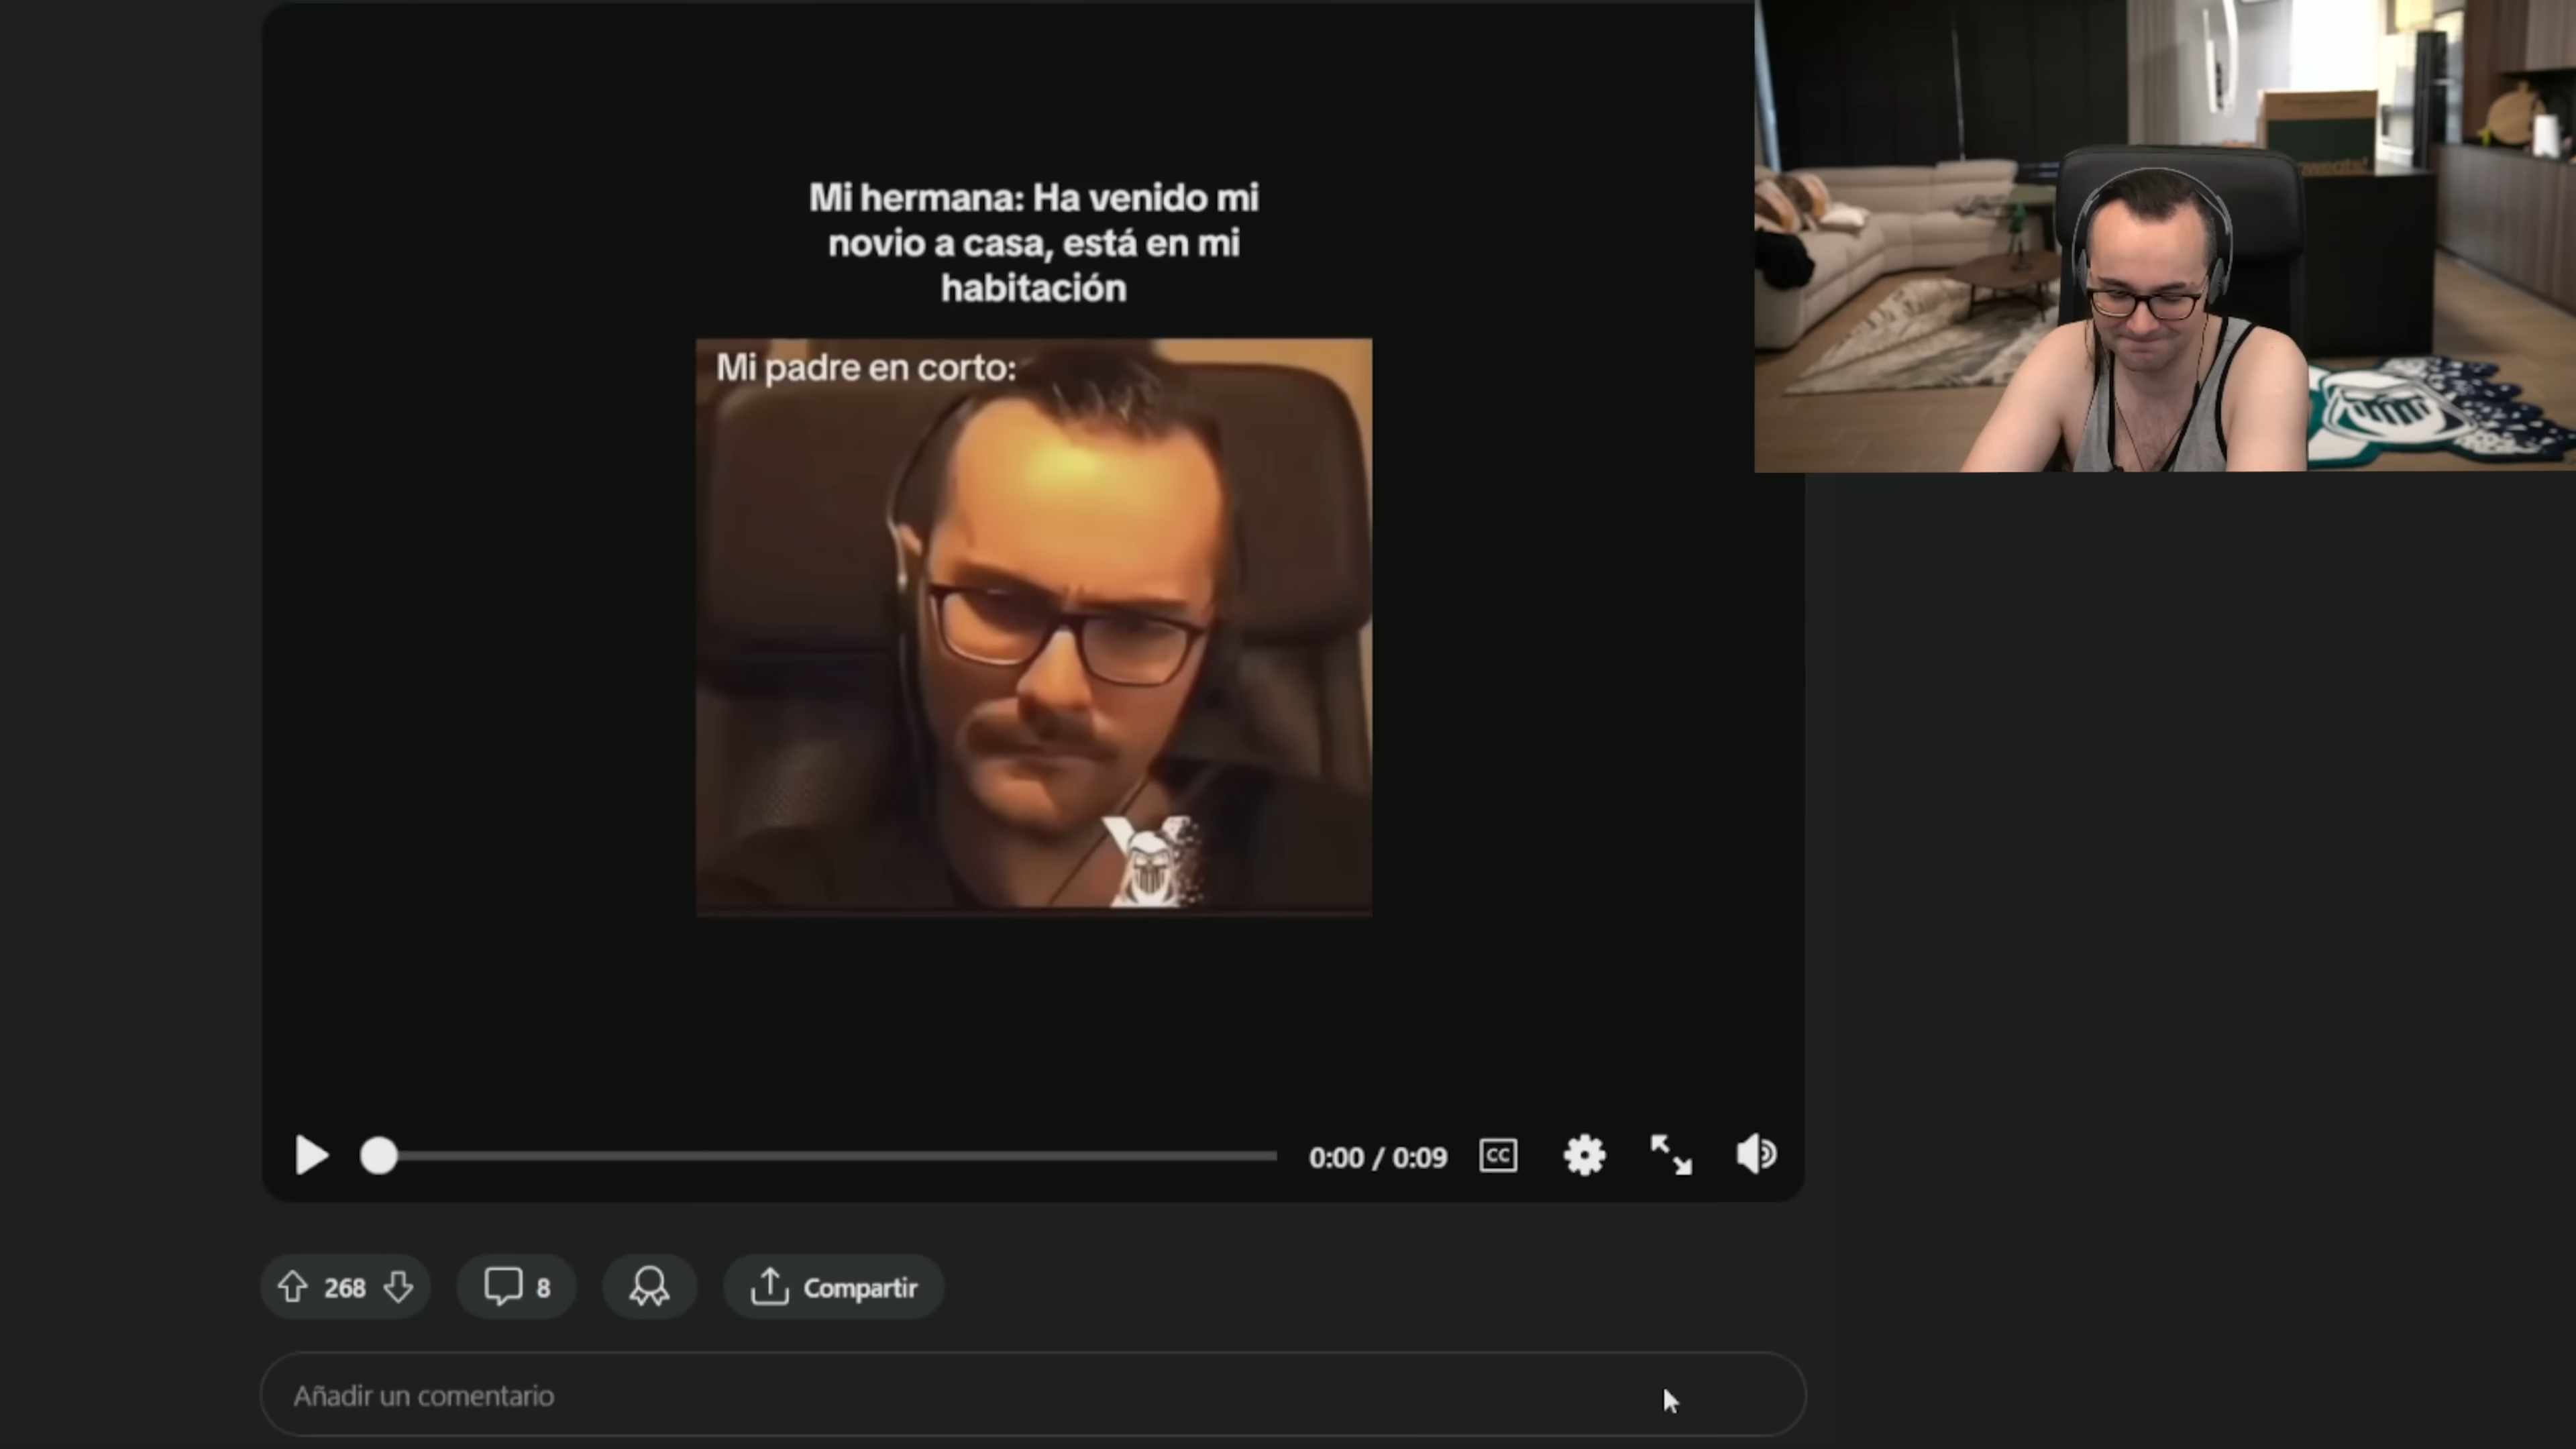 Mi hermana: Ha venido mi
novio a casa, está en mi
habitación
Mi padre en corto:
0:00 / 0:09
CC
268
8
Compartir
Añadir un comentario